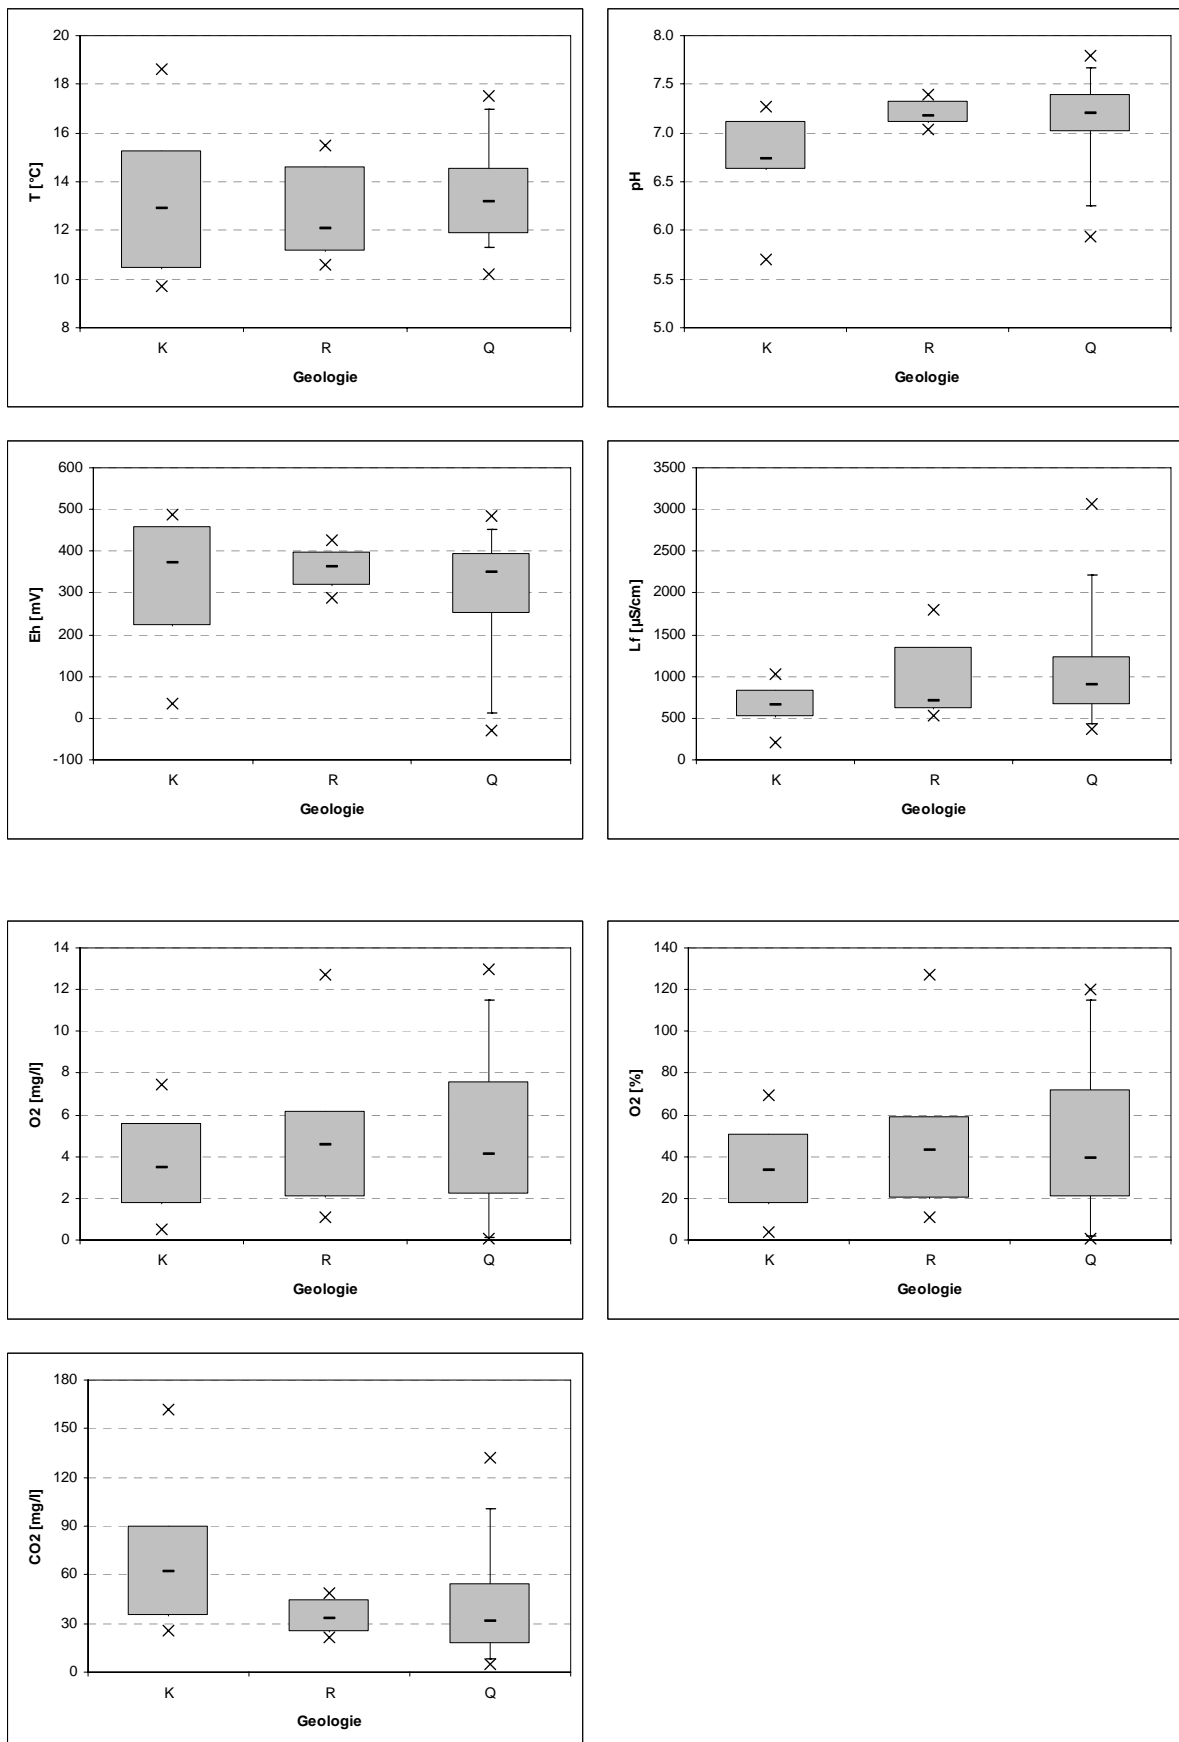 20
18
16
14
12
10
8
T [°C]
K R Q
Geologie
8.0
7.5
7.0
6.5
6.0
5.5
5.0
pH
K R Q
Geologie
600
500
400
300
200
100
0
-100
Eh [mV]
K R Q
Geologie
3500
3000
2500
2000
1500
1000
500
0
Lf [µS/cm]
K R Q
Geologie
14
12
10
8
6
4
2
0
O2 [mg/l]
K R Q
Geologie
140
120
100
80
60
40
20
0
O2 [%]
K R Q
Geologie
180
150
120
90
60
30
0
CO2 [mg/l]
K R Q
Geologie